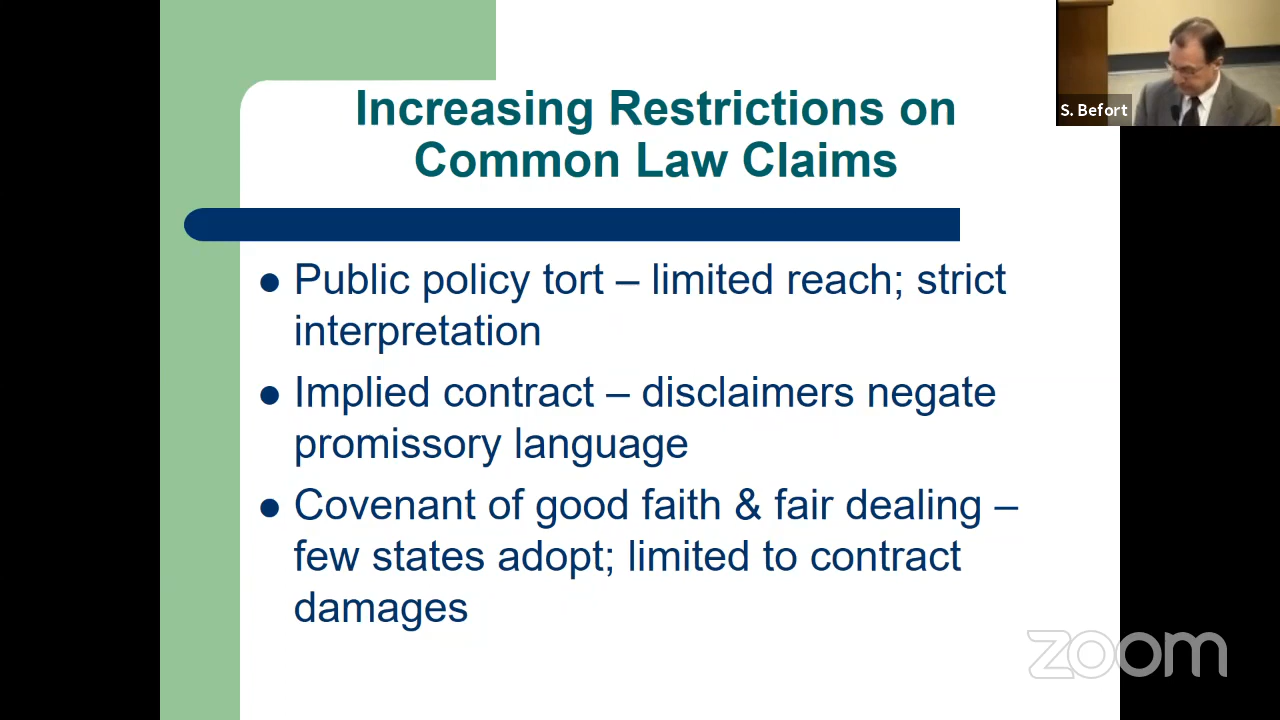 Increasing Restrictions on
Common Law Claims
S. Befort
● Public policy tort – limited reach; strict
interpretation
● Implied contract – disclaimers negate
promissory language
● Covenant of good faith & fair dealing –
few states adopt; limited to contract
damages
zoom